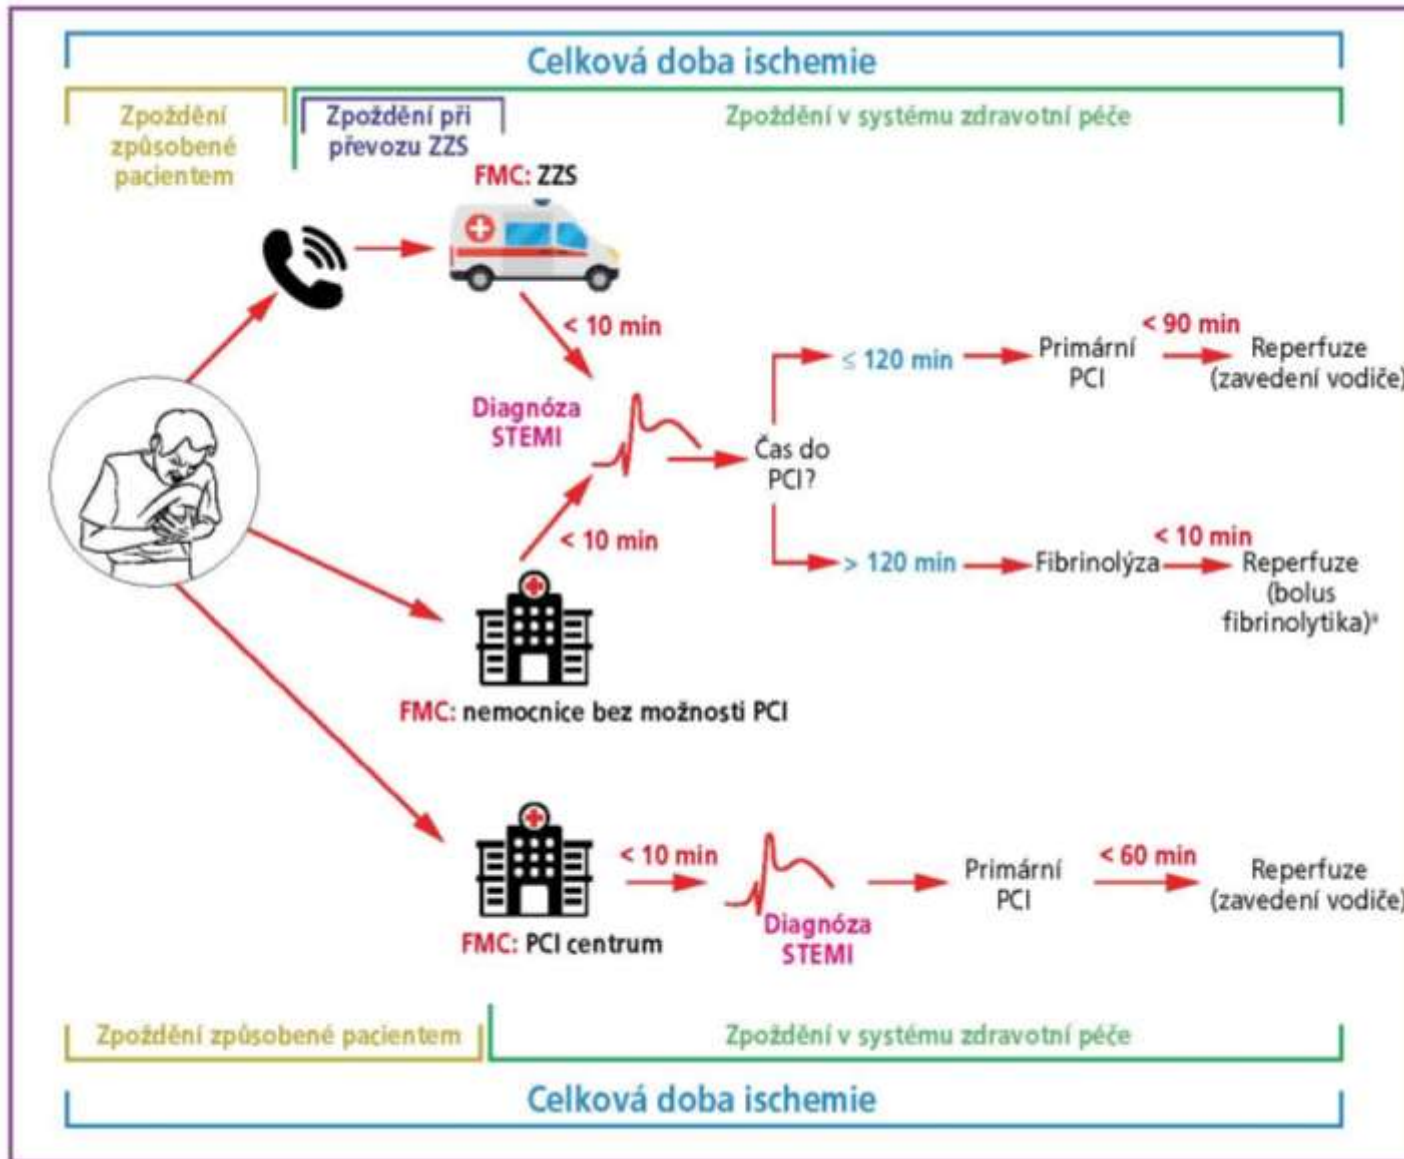 Celková doba ischemie
Zpoždění
způsobené
pacientem
Zpoždění při
převozu ZZS
Zpoždění v systému zdravotní péče
FMC: ZZS
< 10 min
Diagnóza
STEMI
< 10 min
Čas do
PCI?
≤ 120 min
Primární
PCI
< 90 min
Reperfuze
(zavedení vodiče)
> 120 min
Fibrinolýza
< 10 min
Reperfuze
(bolus
fibrinolytika)ª
FMC: nemocnice bez možnosti PCI
FMC: PCI centrum
< 10 min
Diagnóza
STEMI
Primární
PCI
< 60 min
Reperfuze
(zavedení vodiče)
Zpoždění způsobené pacientem
Zpoždění v systému zdravotní péče
Celková doba ischemie